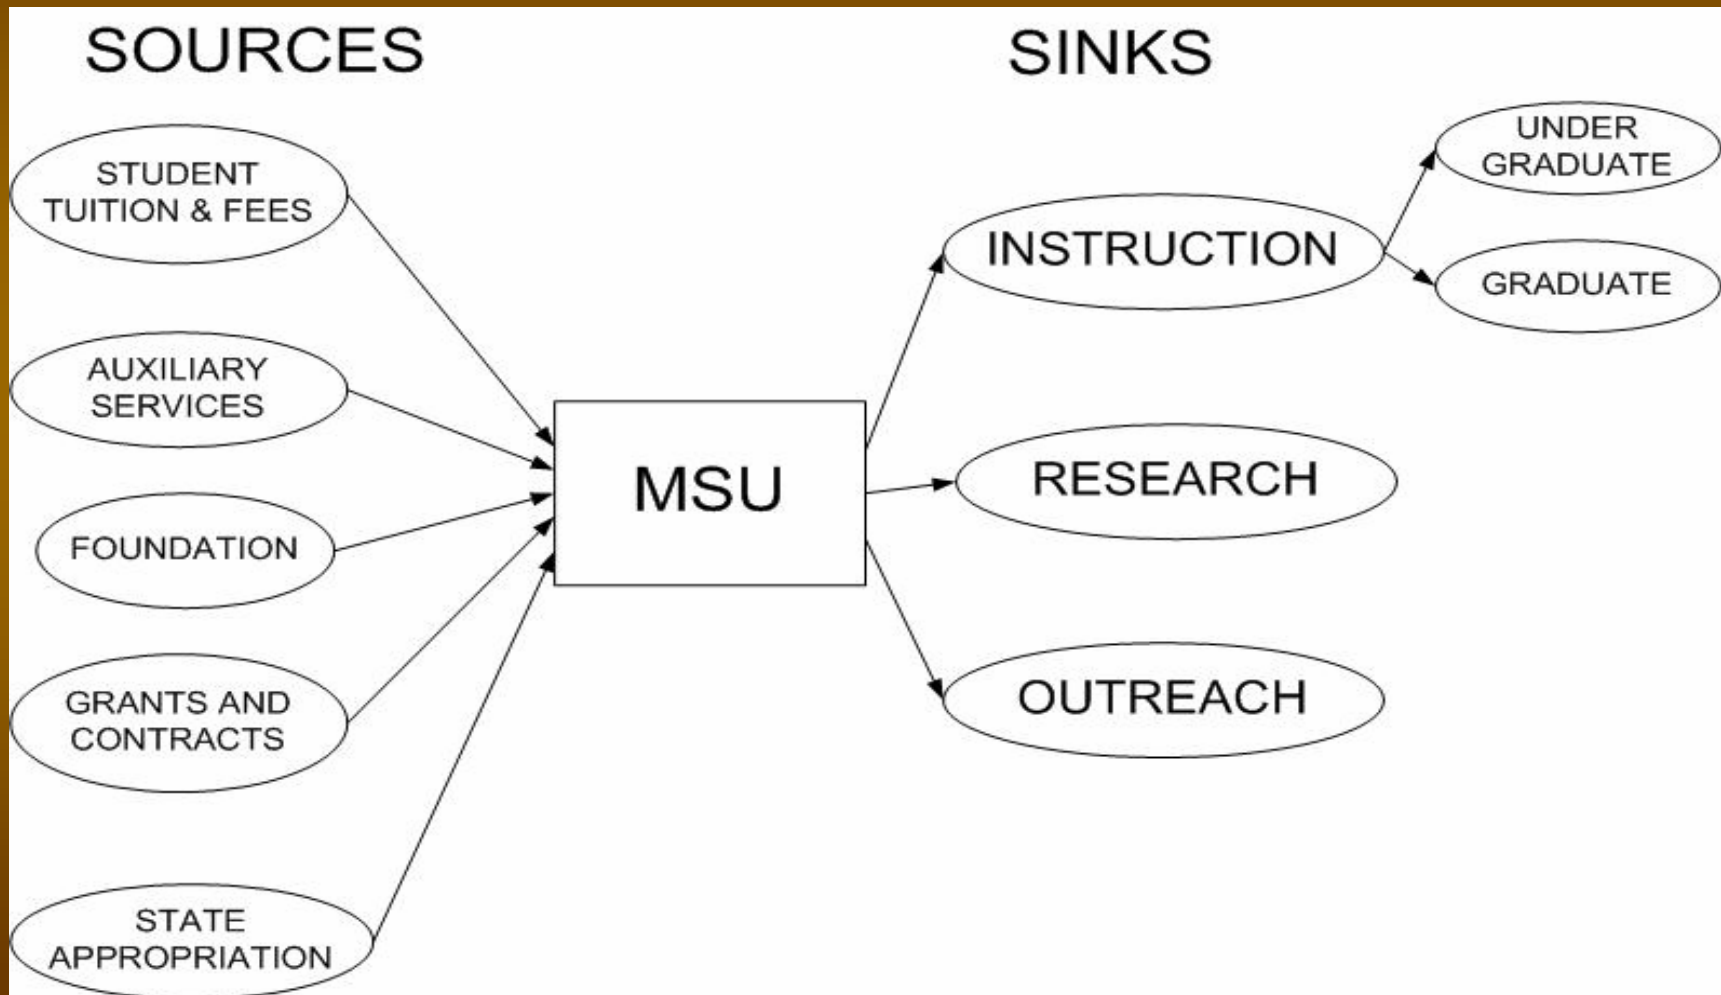 SOURCES
STUDENT
TUITION & FEES
AUXILIARY
SERVICES
FOUNDATION
GRANTS AND
CONTRACTS
STATE
APPROPRIATION
MSU
SINKS
INSTRUCTION
UNDER
GRADUATE
GRADUATE
RESEARCH
OUTREACH